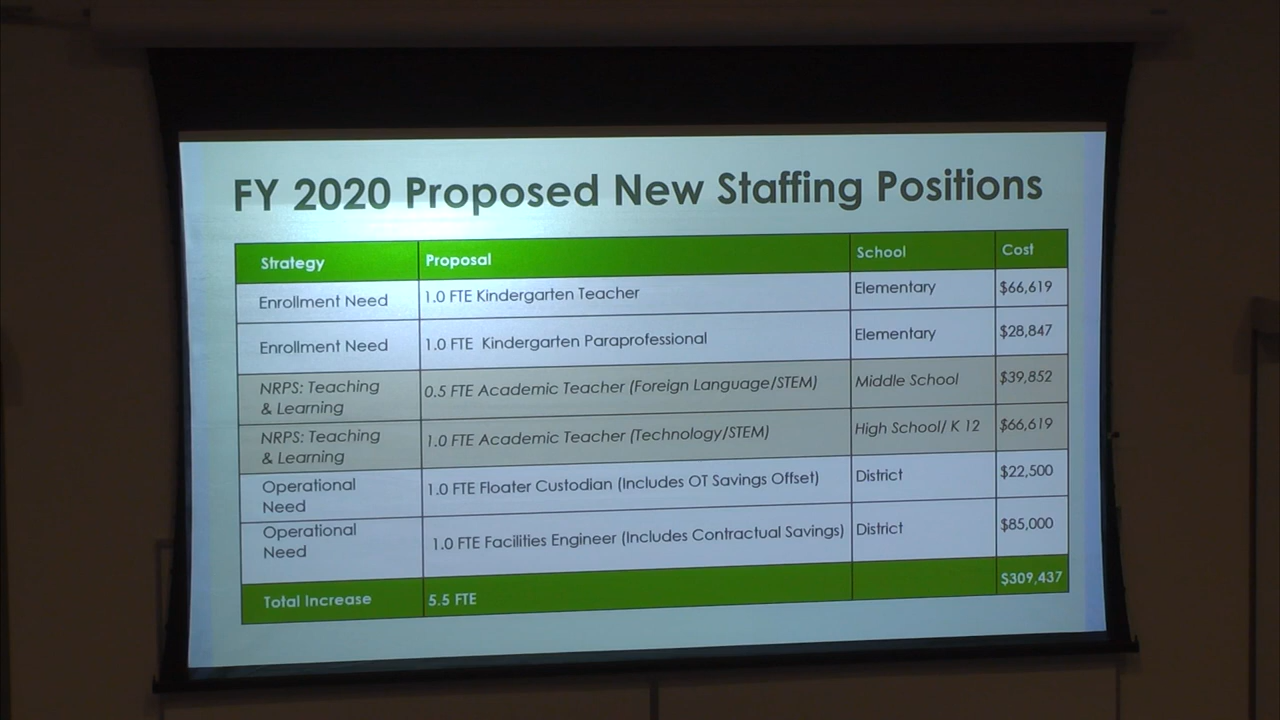 FY 2020 Proposed New Staffing Positions
Strategy Proposal School Cost
Enrollment Need 1.0 FTE Kindergarten Teacher Elementary $66,619
Enrollment Need 1.0 FTE Kindergarten Paraprofessional Elementary $28,847
NRPS: Teaching
& Learning 0.5 FTE Academic Teacher (Foreign Language/STEM) Middle School $39,852
NRPS: Teaching
& Learning 1.0 FTE Academic Teacher (Technology/STEM) High School/ K 12 $66,619
Operational
Need 1.0 FTE Floater Custodian (Includes OT Savings Offset) District $22,500
Operational
Need 1.0 FTE Facilities Engineer (Includes Contractual Savings) District $85,000
Total Increase 5.5 FTE $309,437